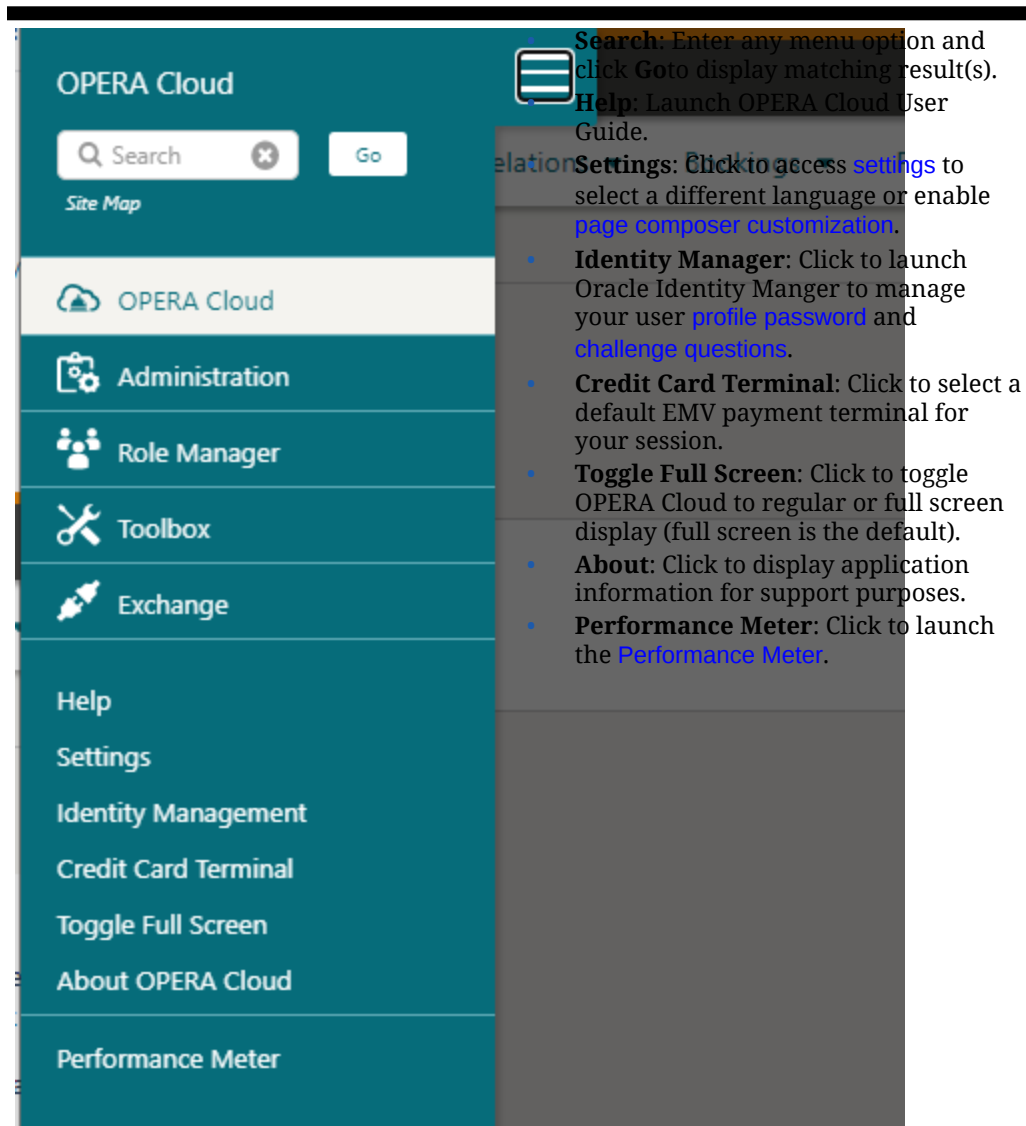 OPERA Cloud
Search
Go
Site Map
OPERA Cloud
Administration
Role Manager
Toolbox
Exchange
Help
Settings
Identity Management
Credit Card Terminal
Toggle Full Screen
About OPERA Cloud
Performance Meter
elations Bookings
• Search: Enter any menu option and
click Goto display matching result(s).
• Help: Launch OPERA Cloud User
Guide.
• Settings: Click to access settings to
select a different language or enable
page composer customization.
• Identity Manager: Click to launch
Oracle Identity Manger to manage
your user profile password and
challenge questions.
• Credit Card Terminal: Click to select a
default EMV payment terminal for
your session.
• Toggle Full Screen: Click to toggle
OPERA Cloud to regular or full screen
display (full screen is the default).
• About: Click to display application
information for support purposes.
• Performance Meter: Click to launch
the Performance Meter.